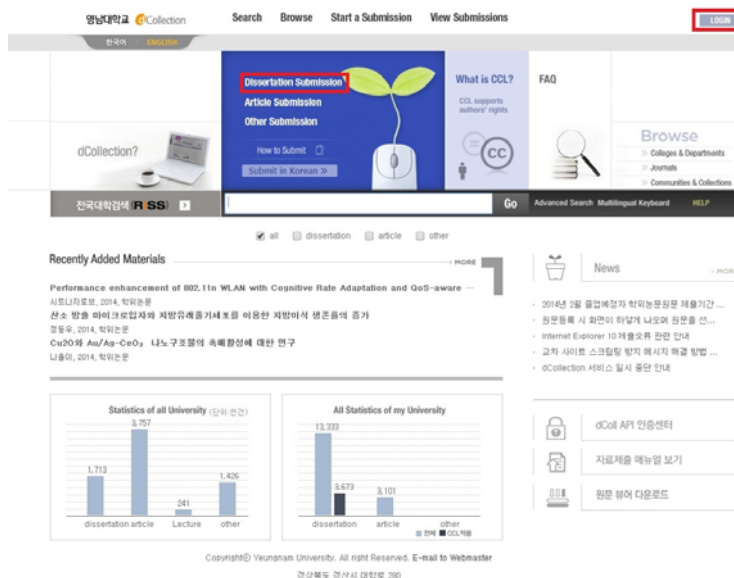 영남대학교 dCollection
Search Browse Start a Submission View Submissions
LOGIN
한국어 ENGLISH
Dissertation Submission
Article Submission
Other Submission
How to Submit
Submit in Korean
What is CCL?
CCL supports
authors' rights
cc
FAQ
dCollection?
Browse
Colleges & Departments
Journals
Communities & Collections
전국대학검색(RISS)
Go
Advanced Search Multilingual Keyboard HELP
all dissertation article other
Recently Added Materials
MORE
Performance enhancement of 802.11n WLAN with Cognitive Rate Adaptation and QoS-aware ...
2014, 학위논문
산소 방출 마이크로입자와 지방유래줄기세포를 이용한 지방이식 생존률의 증가
정동우, 2014, 학위논문
Cu2O와 Au/Ag-CeO₂ 나노구조물의 촉매활성에 대한 연구
나율미, 2014, 학위논문
News
MORE
2014년 2월 졸업예정자 학위논문원문 제출기간 ...
원문등록 시 화면이 하얗게 나오며 원문을 선...
Internet Explorer 10 제출오류 관련 안내
교차 사이트 스크립팅 방지 메시지 해결 방법 ...
dCollection 서비스 일시 중단 안내
Statistics of all University (단위:천건)
3,757
1,713
1,426
241
dissertation article Lecture other
All Statistics of my University
13,333
3,673
3,101
dissertation article other
전체 CCL적용
dColl API 인증센터
자료제출 매뉴얼 보기
원문 뷰어 다운로드
Copyrightⓒ Yeungnam University. All right Reserved. E-mail to Webmaster
경상북도 경산시 대학로 280